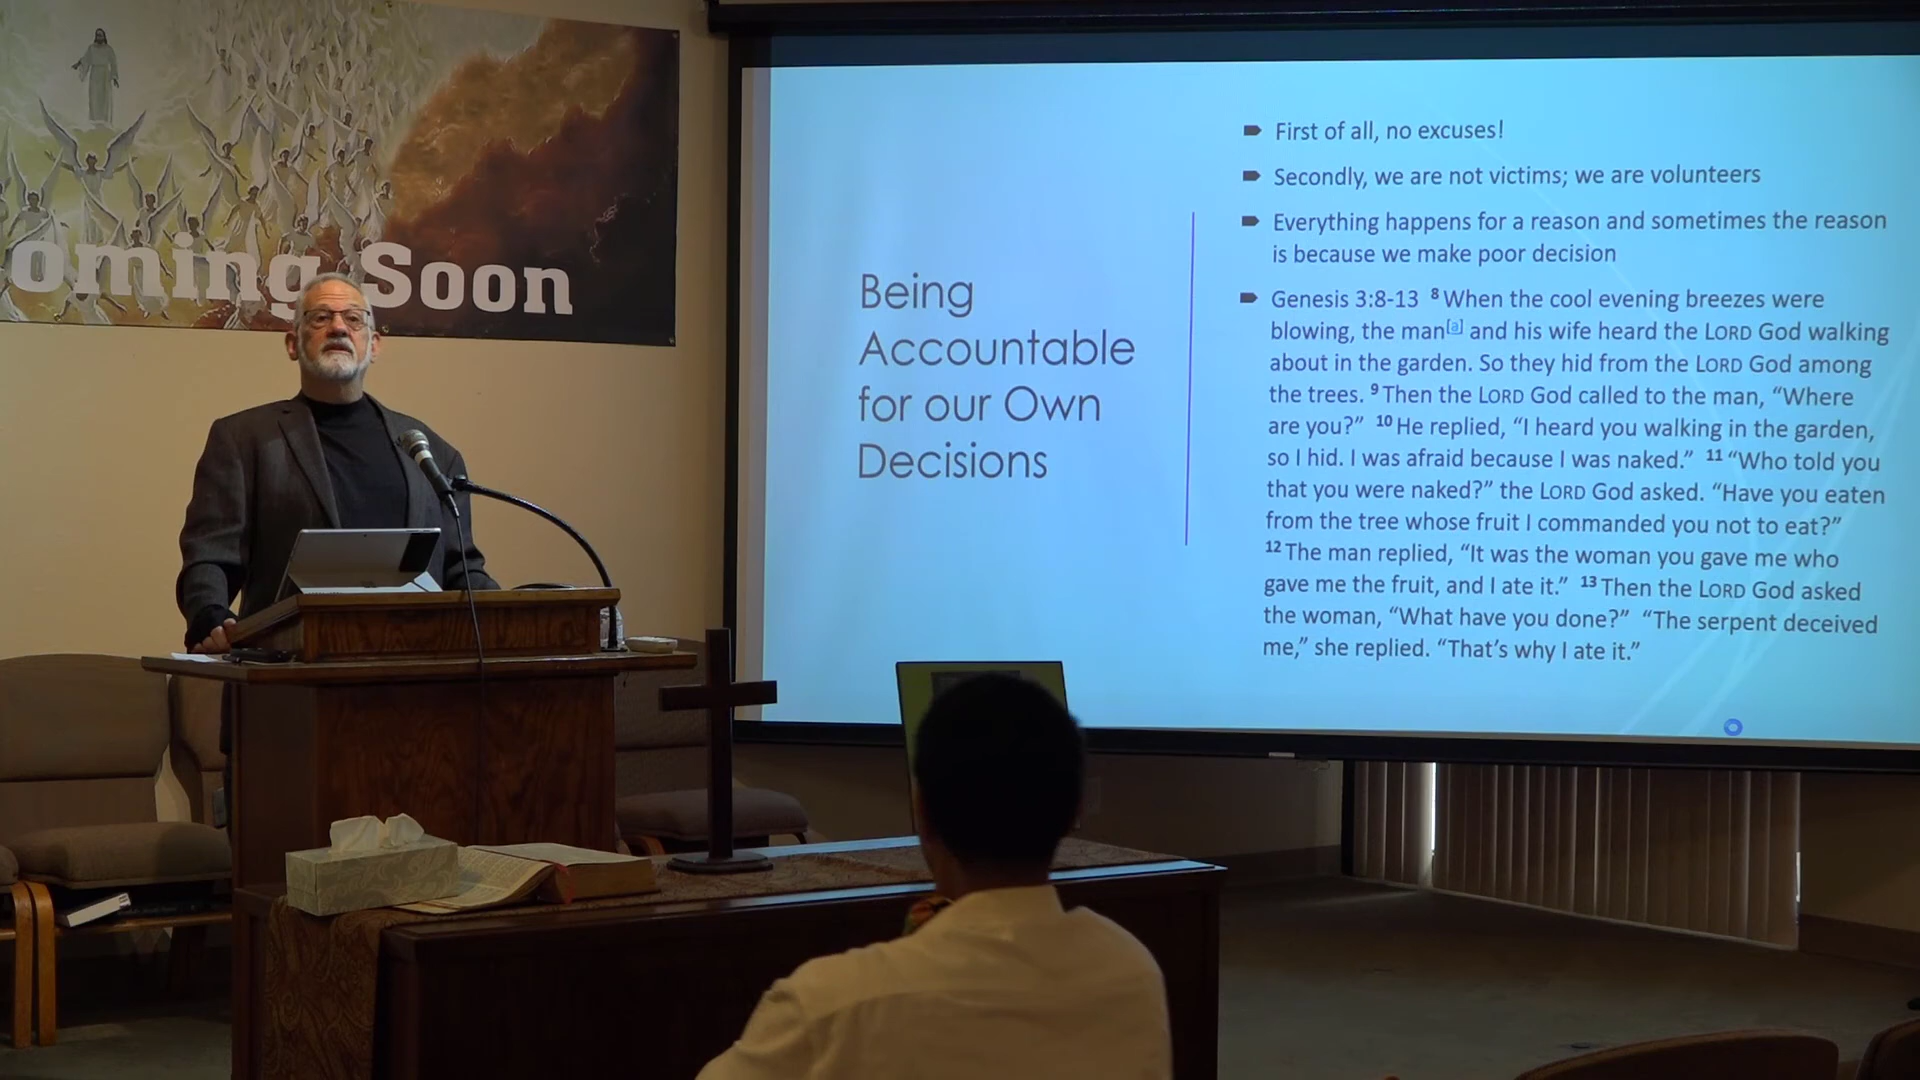 oming Soon
Being
Accountable
for our Own
Decisions
First of all, no excuses!
Secondly, we are not victims; we are volunteers
Everything happens for a reason and sometimes the reason
is because we make poor decision
Genesis 3:8-13 8 When the cool evening breezes were
blowing, the man[a] and his wife heard the LORD God walking
about in the garden. So they hid from the LORD God among
the trees. 9 Then the LORD God called to the man, “Where
are you?” 10 He replied, “I heard you walking in the garden,
so I hid. I was afraid because I was naked.” 11 “Who told you
that you were naked?” the LORD God asked. “Have you eaten
from the tree whose fruit I commanded you not to eat?”
12 The man replied, “It was the woman you gave me who
gave me the fruit, and I ate it.” 13 Then the LORD God asked
the woman, “What have you done?” “The serpent deceived
me,” she replied. “That’s why I ate it.”